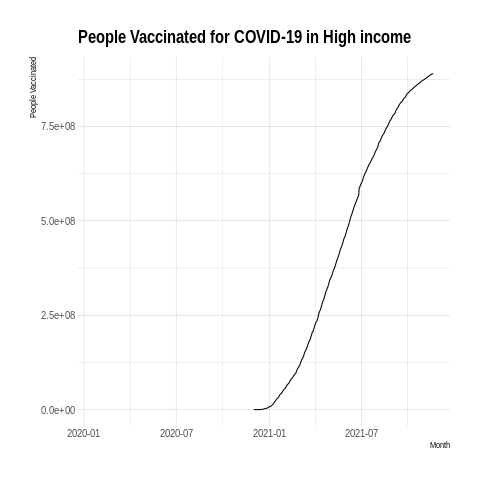 People Vaccinated for COVID-19 in High income
People Vaccinated
7.5e+08
5.0e+08
2.5e+08
0.0e+00
2020-01
2020-07
2021-01
2021-07
Month